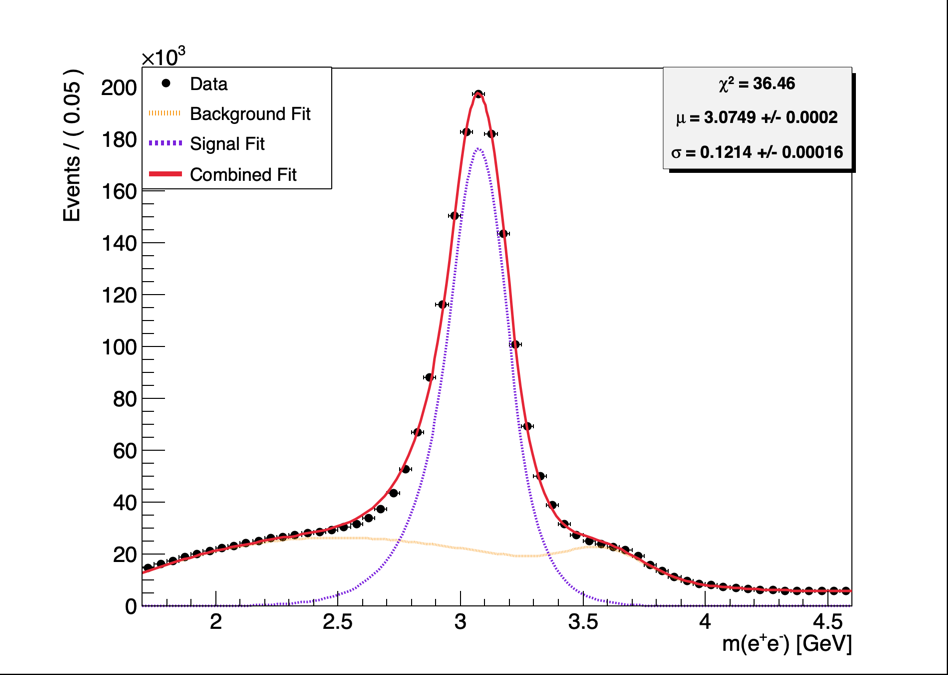 ×10³
Events / ( 0.05 )
200
180
160
140
120
100
80
60
40
20
0
Data
Background Fit
Signal Fit
Combined Fit
χ² = 36.46
μ = 3.0749 +/- 0.0002
σ = 0.1214 +/- 0.00016
2 2.5 3 3.5 4 4.5
m(e⁺e⁻) [GeV]